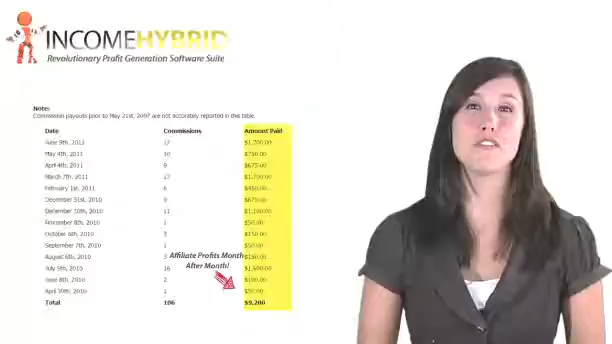 INCOMEHYBRID
Revolutionary Profit Generation Software Suite
Note:
Commission payouts prior to May 21st, 2007 are not accurately reported in this table.
Date Commissions Amount Paid
June 9th, 2011 17 $1,700.00
May 4th, 2011 10 $750.00
April 4th, 2011 8 $675.00
March 7th, 2011 17 $1,700.00
February 1st, 2011 6 $450.00
December 31st, 2010 9 $675.00
December 10th, 2010 11 $1,100.00
November 8th, 2010 1 $50.00
October 6th, 2010 3 $150.00
September 7th, 2010 1 $50.00
August 6th, 2010 3 $150.00
Affiliate Profits Month
After Month!
July 5th, 2010 16 $1,600.00
June 8th, 2010 2 $100.00
April 30th, 2010 1 $50.00
Total 106 $9,200